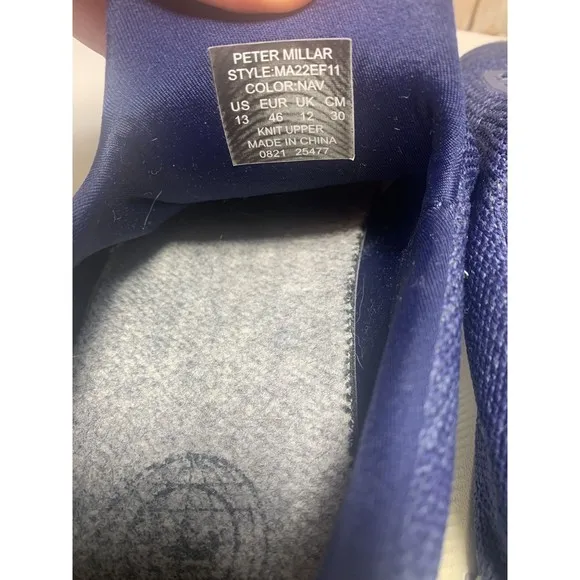 PETER MILLAR
STYLE:MA22EF11
COLOR:NAV
US EUR UK CM
13 46 12 30
KNIT UPPER
MADE IN CHINA
0821 25477